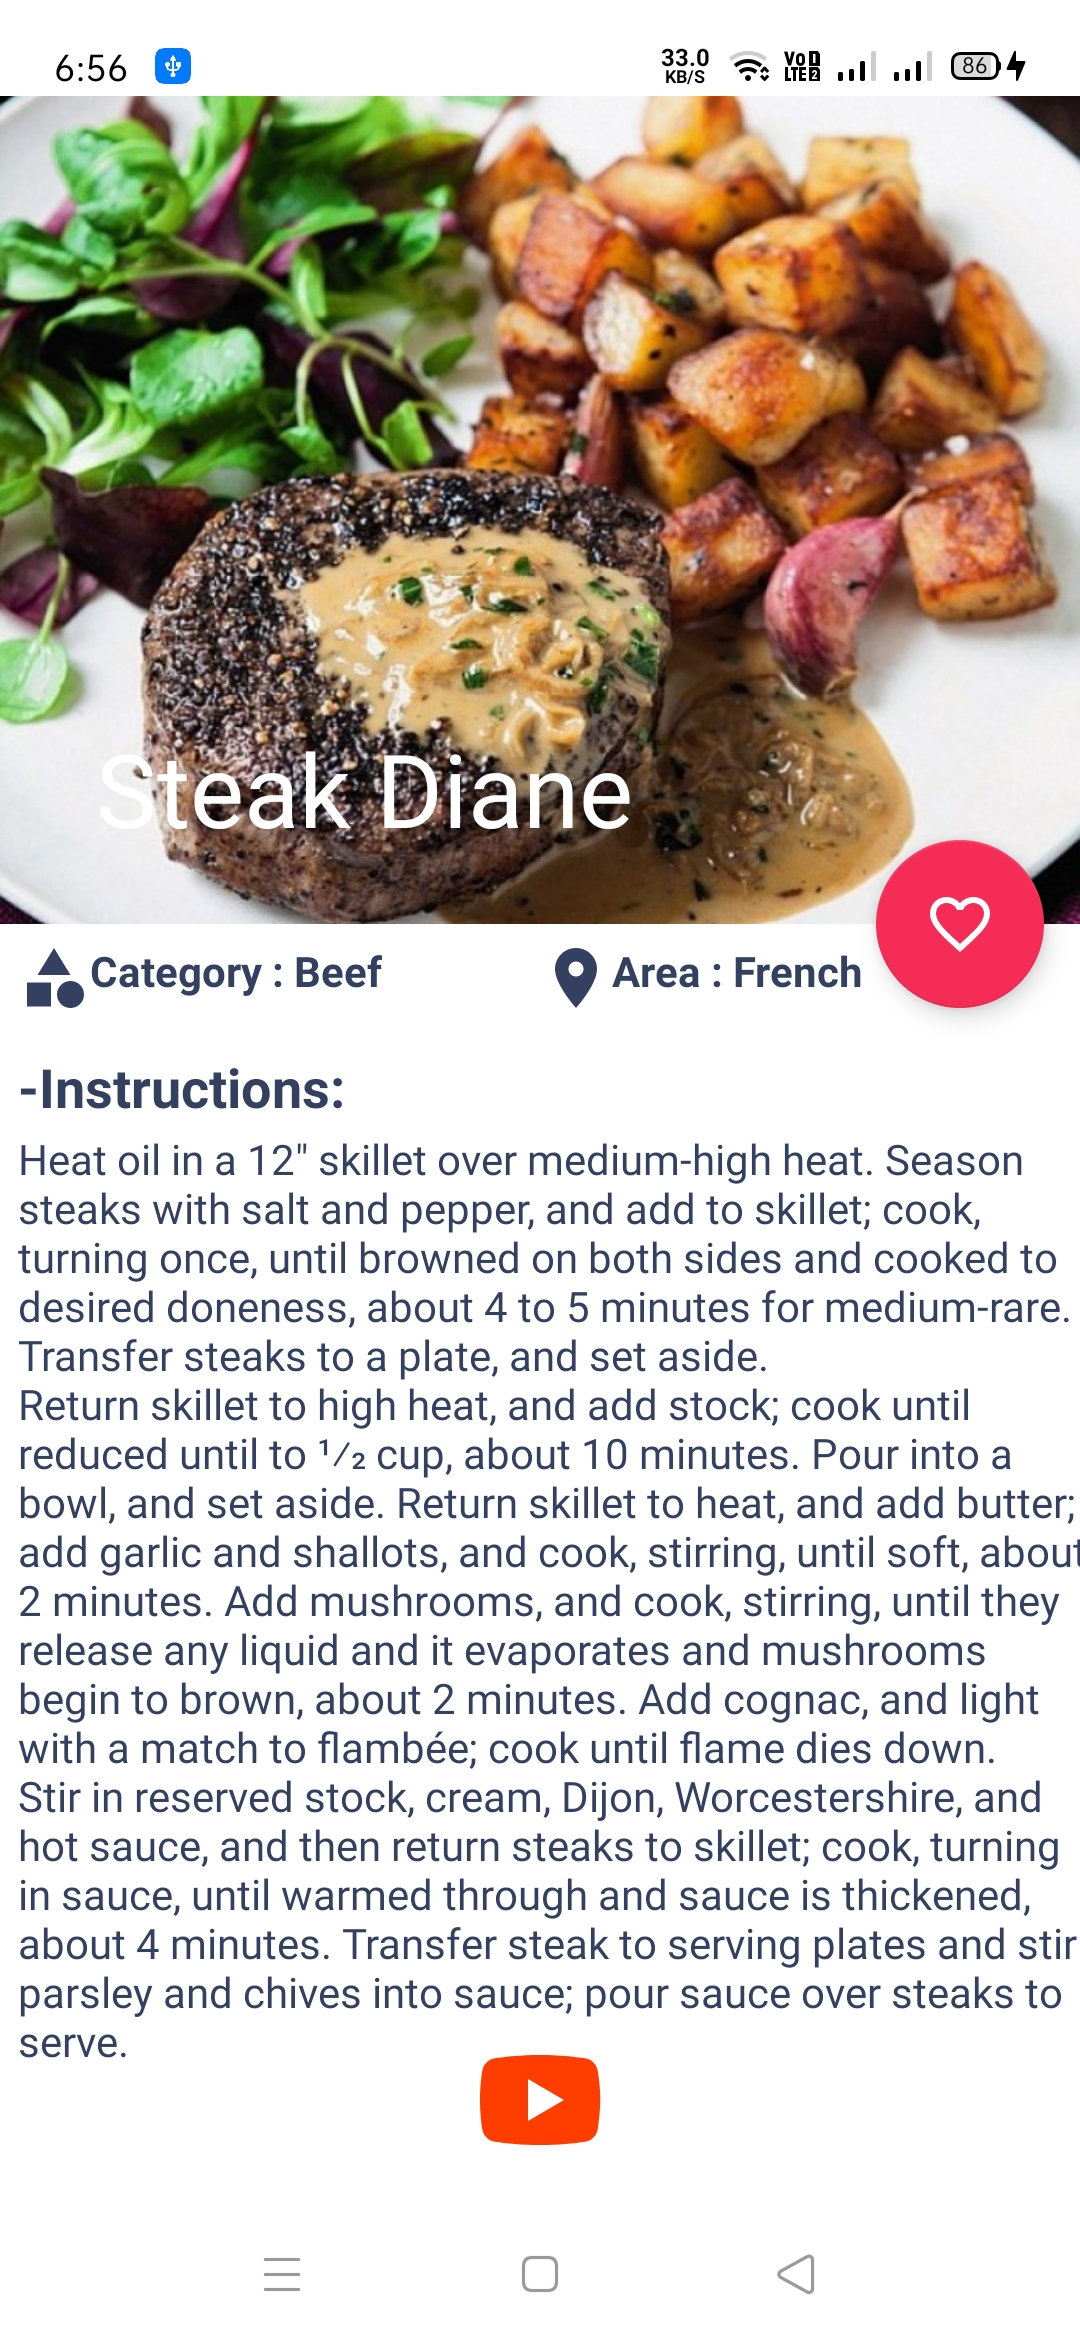 6:56
33.0
KB/S
Vo 1
LTE 2
86
Steak Diane
Category : Beef
Area : French
-Instructions:
Heat oil in a 12" skillet over medium-high heat. Season
steaks with salt and pepper, and add to skillet; cook,
turning once, until browned on both sides and cooked to
desired doneness, about 4 to 5 minutes for medium-rare.
Transfer steaks to a plate, and set aside.
Return skillet to high heat, and add stock; cook until
reduced until to ¹⁄₂ cup, about 10 minutes. Pour into a
bowl, and set aside. Return skillet to heat, and add butter;
add garlic and shallots, and cook, stirring, until soft, about
2 minutes. Add mushrooms, and cook, stirring, until they
release any liquid and it evaporates and mushrooms
begin to brown, about 2 minutes. Add cognac, and light
with a match to flambée; cook until flame dies down.
Stir in reserved stock, cream, Dijon, Worcestershire, and
hot sauce, and then return steaks to skillet; cook, turning
in sauce, until warmed through and sauce is thickened,
about 4 minutes. Transfer steak to serving plates and stir
parsley and chives into sauce; pour sauce over steaks to
serve.